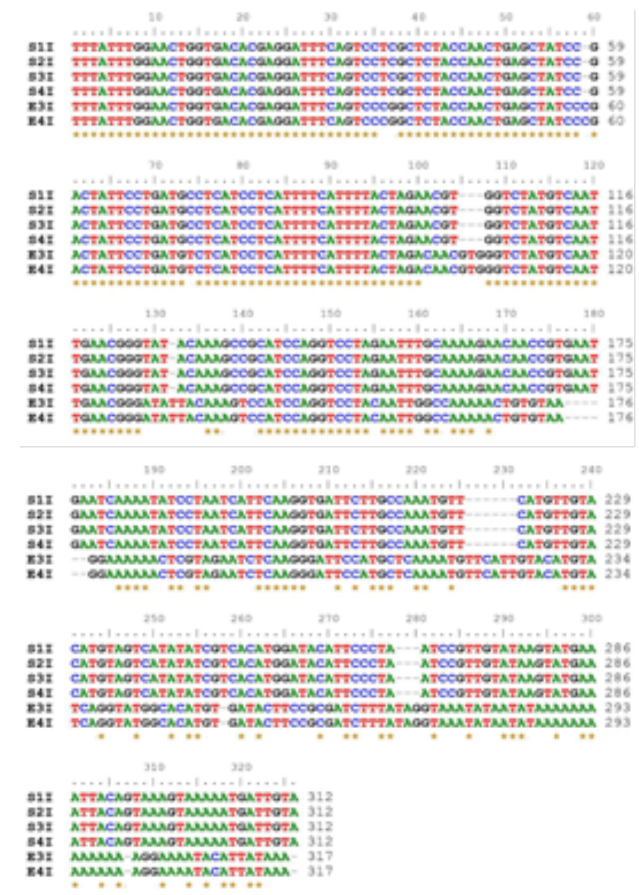 10 20 30 40 50 60
S1I TTTATTTGGAACTGGTGACACGAGGATTTCAGTCCTCGCTCTACCAACTGAGCTATCC-G 59
S2I TTTATTTGGAACTGGTGACACGAGGATTTCAGTCCTCGCTCTACCAACTGAGCTATCC-G 59
S3I TTTATTTGGAACTGGTGACACGAGGATTTCAGTCCTCGCTCTACCAACTGAGCTATCC-G 59
S4I TTTATTTGGAACTGGTGACACGAGGATTTCAGTCCTCGCTCTACCAACTGAGCTATCC-G 59
E3I TTTATTTGGAACTGGTGACACGAGGATTTCAGTCCCGGCTCTACCAACTGAGCTATCCCG 60
E4I TTTATTTGGAACTGGTGACACGAGGATTTCAGTCCCGGCTCTACCAACTGAGCTATCCCG 60
70 80 90 100 110 120
S1I ACTATTCCTGATGCCTCATCCTCATTTTCATTTTACTAGAACGT---GGTCTATGTCAAT 116
S2I ACTATTCCTGATGCCTCATCCTCATTTTCATTTTACTAGAACGT---GGTCTATGTCAAT 116
S3I ACTATTCCTGATGCCTCATCCTCATTTTCATTTTACTAGAACGT---GGTCTATGTCAAT 116
S4I ACTATTCCTGATGCCTCATCCTCATTTTCATTTTACTAGAACGT---GGTCTATGTCAAT 116
E3I ACTATTCCTGATGTCTCATCCTCATTTTCATTTTACTAGACAACGTGGGTCTATGTCAAT 120
E4I ACTATTCCTGATGTCTCATCCTCATTTTCATTTTACTAGACAACGTGGGTCTATGTCAAT 120
130 140 150 160 170 180
S1I TGAACGGGTAT-ACAAAGCCGCATCCAGGTCCTAGAATTTGCAAAAGAACAACCGTGAAT 175
S2I TGAACGGGTAT-ACAAAGCCGCATCCAGGTCCTAGAATTTGCAAAAGAACAACCGTGAAT 175
S3I TGAACGGGTAT-ACAAAGCCGCATCCAGGTCCTAGAATTTGCAAAAGAACAACCGTGAAT 175
S4I TGAACGGGTAT-ACAAAGCCGCATCCAGGTCCTAGAATTTGCAAAAGAACAACCGTGAAT 175
E3I TGAACGGGATATTACAAAGTCCATCCAGGTCCTACAATTGGCCAAAAACTGTGTAA---- 176
E4I TGAACGGGATATTACAAAGTCCATCCAGGTCCTACAATTGGCCAAAAACTGTGTAA---- 176
190 200 210 220 230 240
S1I GAATCAAAATATCCTAATCATTCAAGGTGATTCTTGCCAAATGTT------CATGTTGTA 229
S2I GAATCAAAATATCCTAATCATTCAAGGTGATTCTTGCCAAATGTT------CATGTTGTA 229
S3I GAATCAAAATATCCTAATCATTCAAGGTGATTCTTGCCAAATGTT------CATGTTGTA 229
S4I GAATCAAAATATCCTAATCATTCAAGGTGATTCTTGCCAAATGTT------CATGTTGTA 229
E3I --GGAAAAAACTCGTAGAATCTCAAGGGATTCCATGCTCAAAATGTTCATTGTACATGTA 234
E4I --GGAAAAAACTCGTAGAATCTCAAGGGATTCCATGCTCAAAATGTTCATTGTACATGTA 234
250 260 270 280 290 300
S1I CATGTAGTCATATATCGTCACATGGATACATTCCCTA---ATCCGTTGTATAAGTATGAA 286
S2I CATGTAGTCATATATCGTCACATGGATACATTCCCTA---ATCCGTTGTATAAGTATGAA 286
S3I CATGTAGTCATATATCGTCACATGGATACATTCCCTA---ATCCGTTGTATAAGTATGAA 286
S4I CATGTAGTCATATATCGTCACATGGATACATTCCCTA---ATCCGTTGTATAAGTATGAA 286
E3I TCAGGTATGGCACATGT-GATACTTCCGCGATCTTTATAGGTAAATATAATATAAAAAAA 293
E4I TCAGGTATGGCACATGT-GATACTTCCGCGATCTTTATAGGTAAATATAATATAAAAAAA 293
310 320
S1I ATTACAGTAAAGTAAAAATGATTGTA 312
S2I ATTACAGTAAAGTAAAAATGATTGTA 312
S3I ATTACAGTAAAGTAAAAATGATTGTA 312
S4I ATTACAGTAAAGTAAAAATGATTGTA 312
E3I AAAAAA-AGGAAAATACATTATAAA- 317
E4I AAAAAA-AGGAAAATACATTATAAA- 317